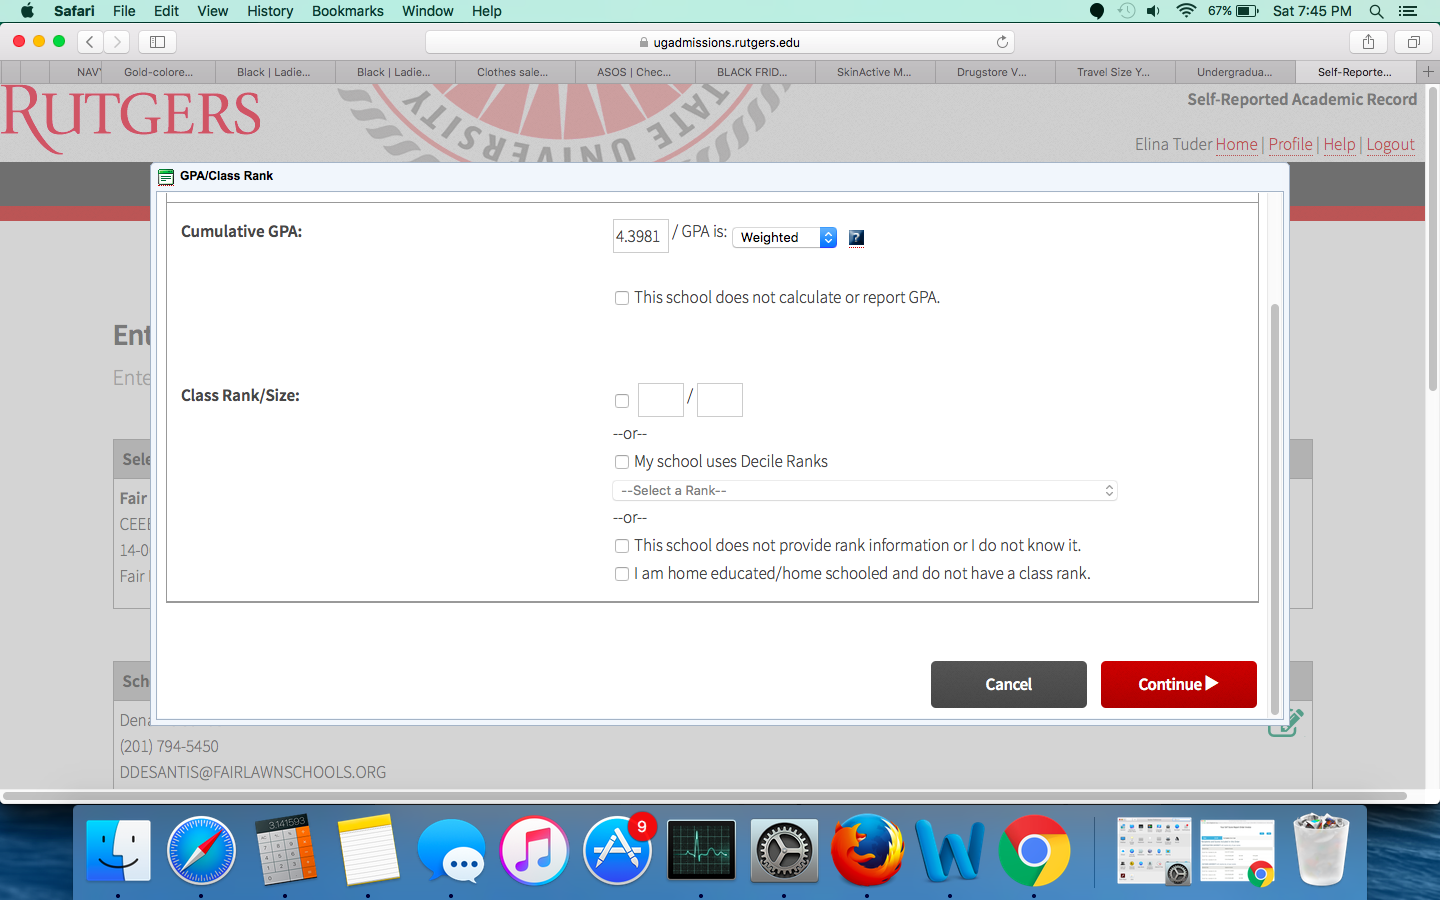 Safari File Edit View History Bookmarks Window Help 67% Sat 7:45 PM
ugadmissions.rutgers.edu
NAV Gold-colore... Black | Ladie... Black | Ladie... Clothes sale... ASOS | Chec... BLACK FRID... SkinActive M... Drugstore V... Travel Size Y... Undergradua... Self-Reporte...
RUTGERS
STATE UNIVERSITY
Self-Reported Academic Record
Elina Tuder Home | Profile | Help | Logout
GPA/Class Rank
Cumulative GPA: 4.3981 / GPA is: Weighted ?
This school does not calculate or report GPA.
Ent
Ente
Class Rank/Size: /
--or--
My school uses Decile Ranks
--Select a Rank--
--or--
This school does not provide rank information or I do not know it.
I am home educated/home schooled and do not have a class rank.
Sele
Fair
CEEB
14-0
Fair
Cancel Continue
Sch
Dena
(201) 794-5450
DDESANTIS@FAIRLAWNSCHOOLS.ORG
3.141593
9
W